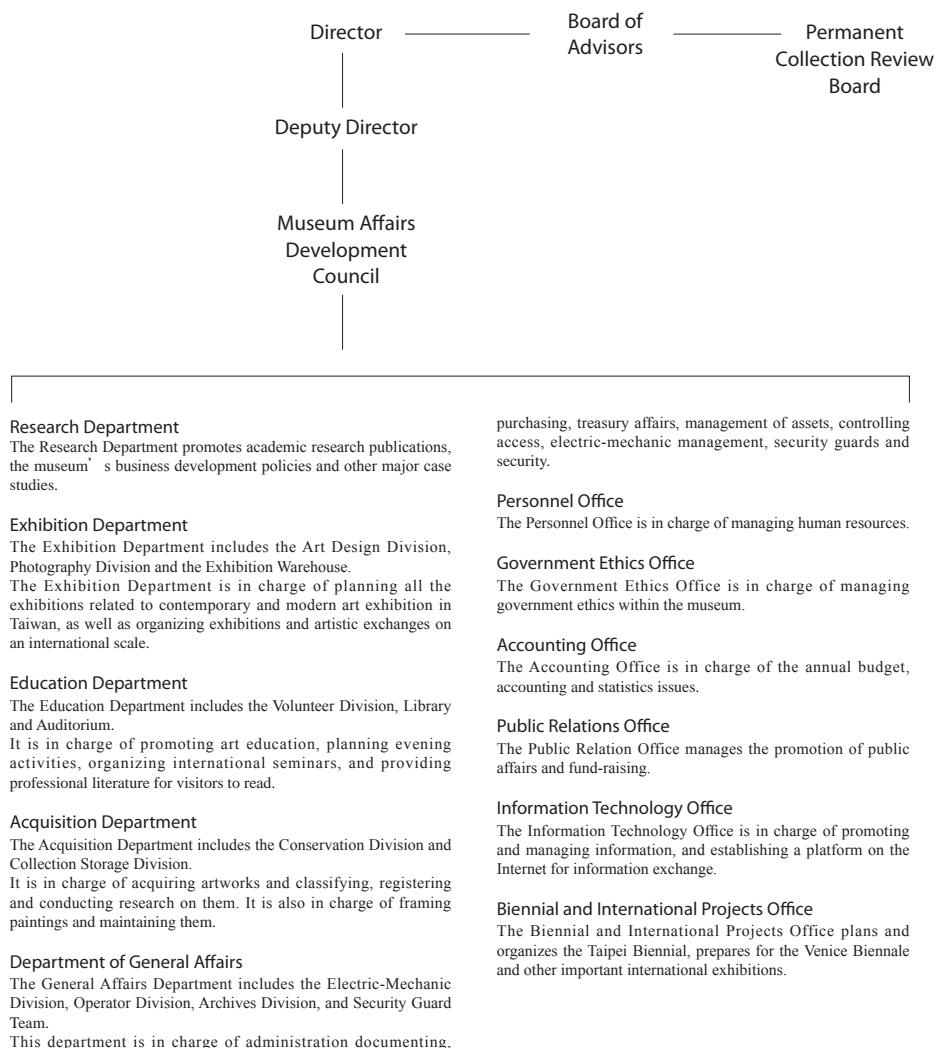 Director
Board of
Advisors
Permanent
Collection Review
Board
Deputy Director
Museum Affairs
Development
Council
Research Department
The Research Department promotes academic research publications,
the museum’s business development policies and other major case
studies.
Exhibition Department
The Exhibition Department includes the Art Design Division,
Photography Division and the Exhibition Warehouse.
The Exhibition Department is in charge of planning all the
exhibitions related to contemporary and modern art exhibition in
Taiwan, as well as organizing exhibitions and artistic exchanges on
an international scale.
Education Department
The Education Department includes the Volunteer Division, Library
and Auditorium.
It is in charge of promoting art education, planning evening
activities, organizing international seminars, and providing
professional literature for visitors to read.
Acquisition Department
The Acquisition Department includes the Conservation Division and
Collection Storage Division.
It is in charge of acquiring artworks and classifying, registering
and conducting research on them. It is also in charge of framing
paintings and maintaining them.
Department of General Affairs
The General Affairs Department includes the Electric-Mechanic
Division, Operator Division, Archives Division, and Security Guard
Team.
This department is in charge of administration documenting,
purchasing, treasury affairs, management of assets, controlling
access, electric-mechanic management, security guards and
security.
Personnel Office
The Personnel Office is in charge of managing human resources.
Government Ethics Office
The Government Ethics Office is in charge of managing
government ethics within the museum.
Accounting Office
The Accounting Office is in charge of the annual budget,
accounting and statistics issues.
Public Relations Office
The Public Relation Office manages the promotion of public
affairs and fund-raising.
Information Technology Office
The Information Technology Office is in charge of promoting
and managing information, and establishing a platform on the
Internet for information exchange.
Biennial and International Projects Office
The Biennial and International Projects Office plans and
organizes the Taipei Biennial, prepares for the Venice Biennale
and other important international exhibitions.